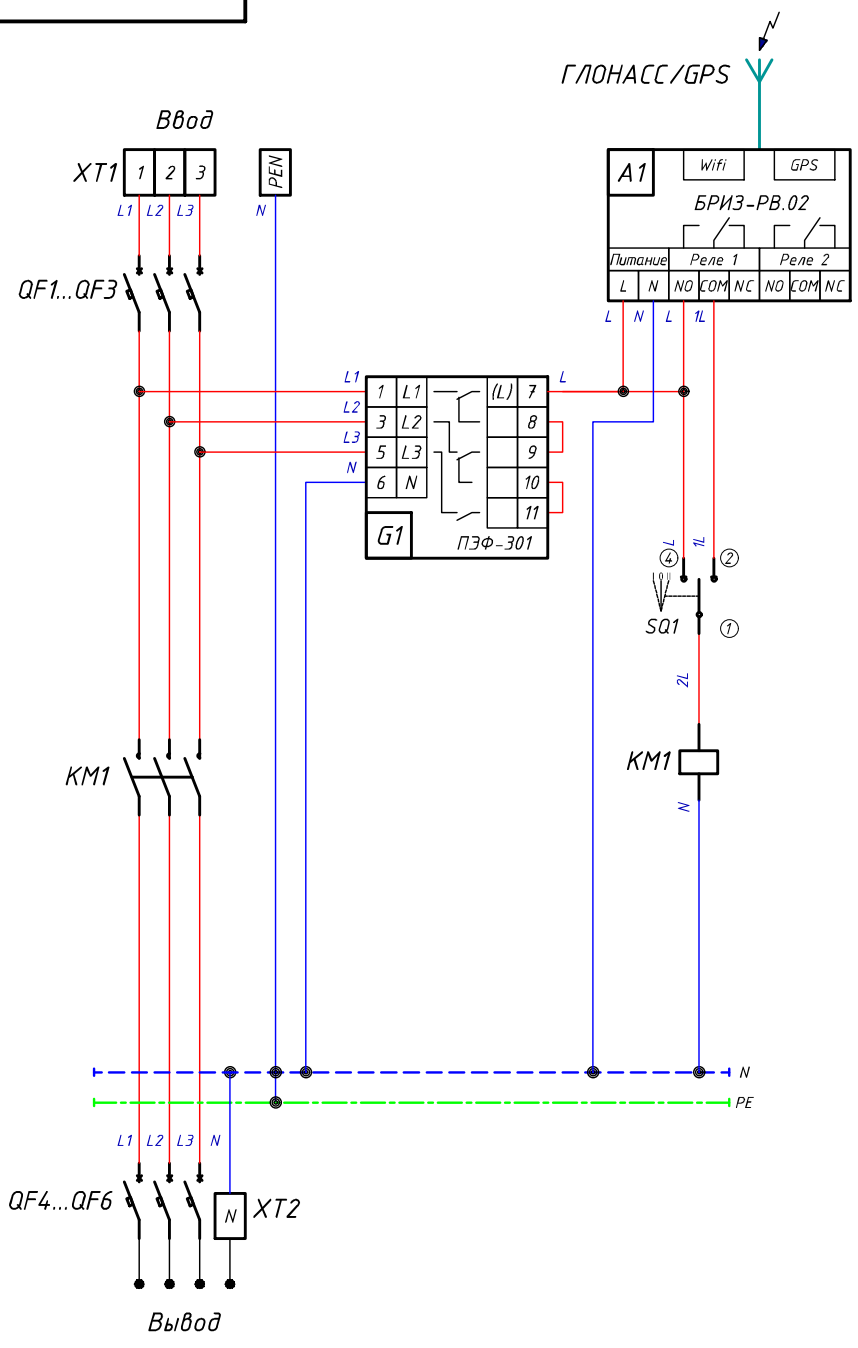 ГЛОНАСС/GPS
Ввод
XT1 1 2 3 PEN
L1 L2 L3 N
A1 Wifi GPS
БРИЗ-РВ.02
Питание Реле 1 Реле 2
L N NO COM NC NO COM NC
L N L 1L
QF1...QF3
L1 1 L1 (L) 7 L
L2 3 L2 8
L3 5 L3 9
N 6 N 10
11
G1 ПЭФ-301
L 1L
4 2
I O II
SQ1 1
2L
KM1 KM1
N
N
PE
L1 L2 L3 N
QF4...QF6 N XT2
Вывод